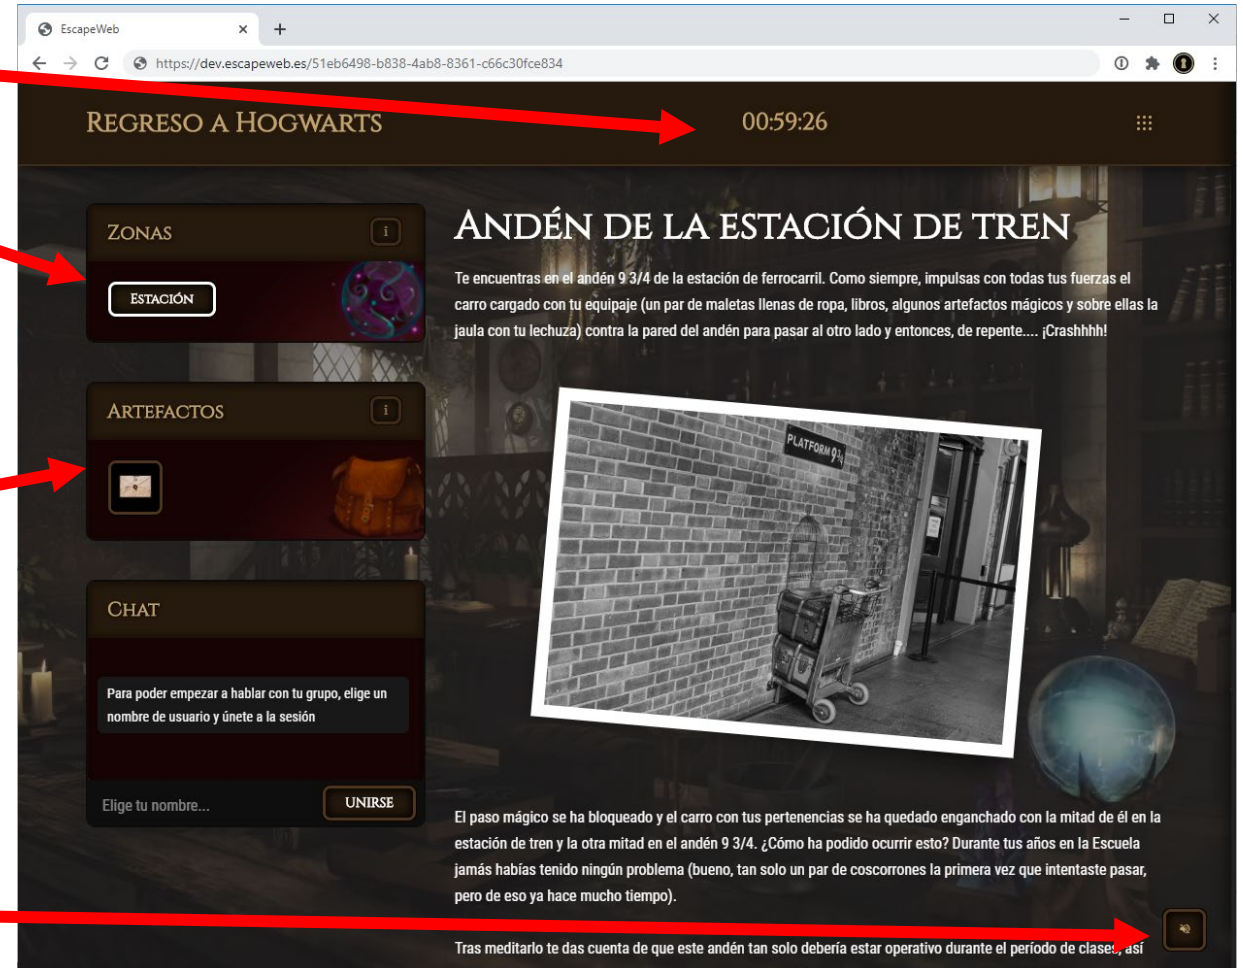 EscapeWeb
https://dev.escapeweb.es/51eb6498-b838-4ab8-8361-c66c30fce834
REGRESO A HOGWARTS
00:59:26
ZONAS
i
ESTACIÓN
ARTEFACTOS
i
CHAT
Para poder empezar a hablar con tu grupo, elige un
nombre de usuario y únete a la sesión
Elige tu nombre...
UNIRSE
ANDÉN DE LA ESTACIÓN DE TREN
Te encuentras en el andén 9 3/4 de la estación de ferrocarril. Como siempre, impulsas con todas tus fuerzas el
carro cargado con tu equipaje (un par de maletas llenas de ropa, libros, algunos artefactos mágicos y sobre ellas la
jaula con tu lechuza) contra la pared del andén para pasar al otro lado y entonces, de repente.... ¡Crashhhh!
PLATFORM 9¾
El paso mágico se ha bloqueado y el carro con tus pertenencias se ha quedado enganchado con la mitad de él en la
estación de tren y la otra mitad en el andén 9 3/4. ¿Cómo ha podido ocurrir esto? Durante tus años en la Escuela
jamás habías tenido ningún problema (bueno, tan solo un par de coscorrones la primera vez que intentaste pasar,
pero de eso ya hace mucho tiempo).
Tras meditarlo te das cuenta de que este andén tan solo debería estar operativo durante el período de clases, así